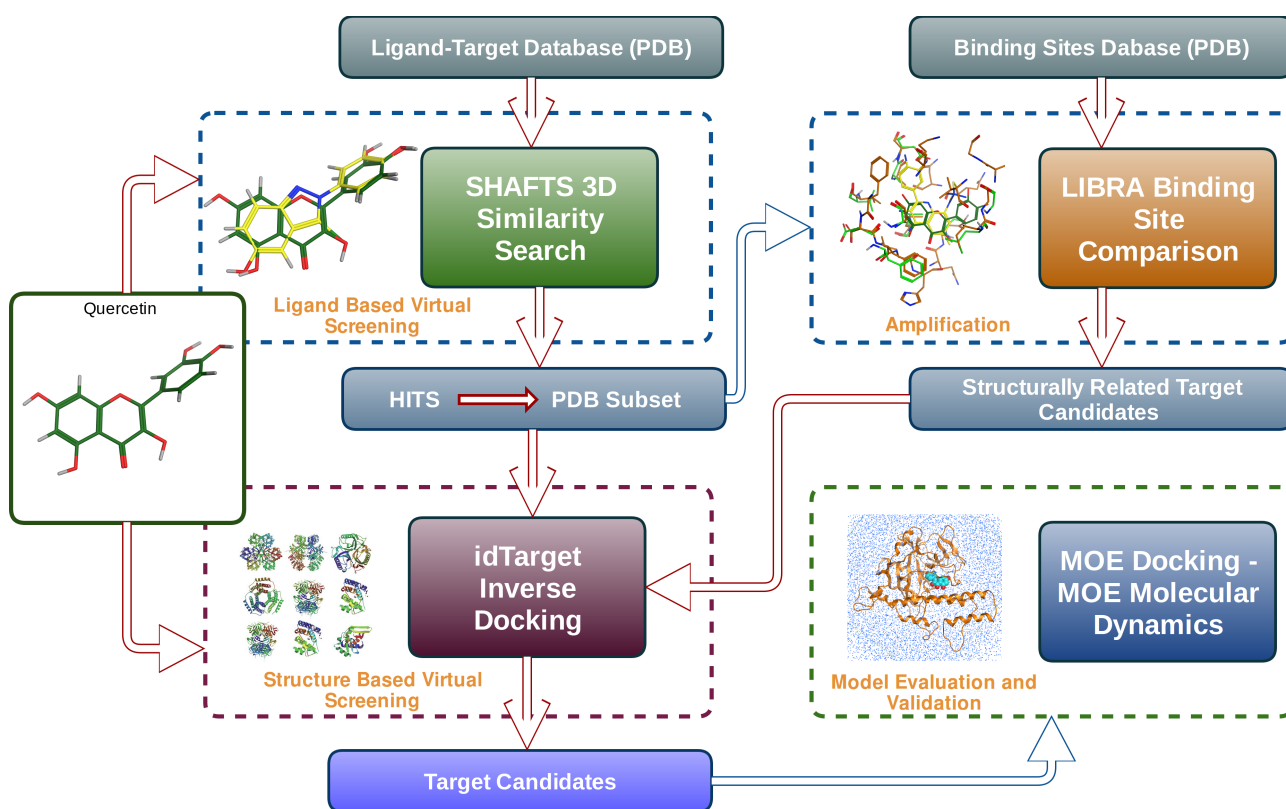 Ligand-Target Database (PDB)
Binding Sites Dabase (PDB)
SHAFTS 3D
Similarity
Search
LIBRA Binding
Site
Comparison
Ligand Based Virtual
Screening
Amplification
Quercetin
HITS
PDB Subset
Structurally Related Target
Candidates
idTarget
Inverse
Docking
MOE Docking -
MOE Molecular
Dynamics
Structure Based Virtual
Screening
Model Evaluation and
Validation
Target Candidates